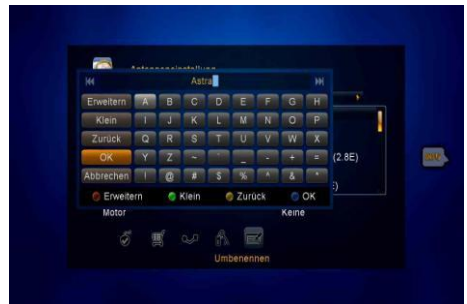 Antenneneinstellung
Astra
Erweitern A B C D E F G H
Klein I J K L M N O P
Zurück Q R S T U V W X
OK Y Z ~ ` _ - + =
(2.8E)
Abbrechen ! @ # $ % ^ & *
Erweitern Klein Zurück OK
Motor Keine
Umbenennen